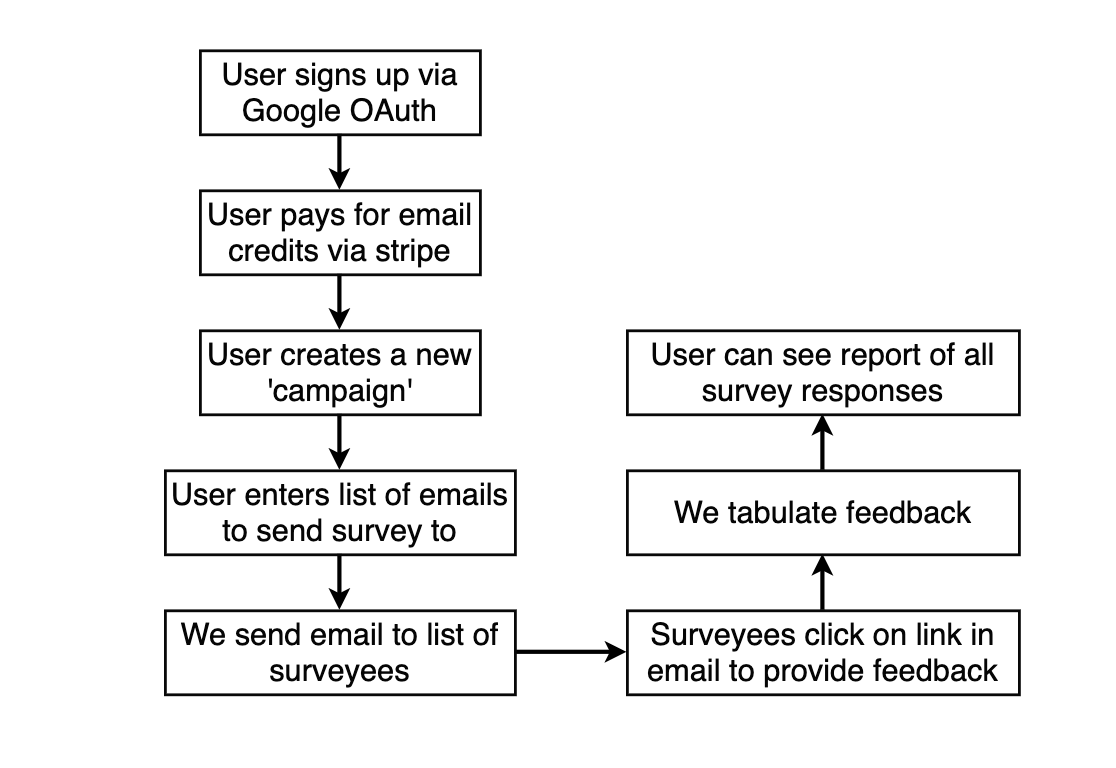 User signs up via
Google OAuth
User pays for email
credits via stripe
User creates a new
'campaign'
User enters list of emails
to send survey to
We send email to list of
surveyees
Surveyees click on link in
email to provide feedback
We tabulate feedback
User can see report of all
survey responses